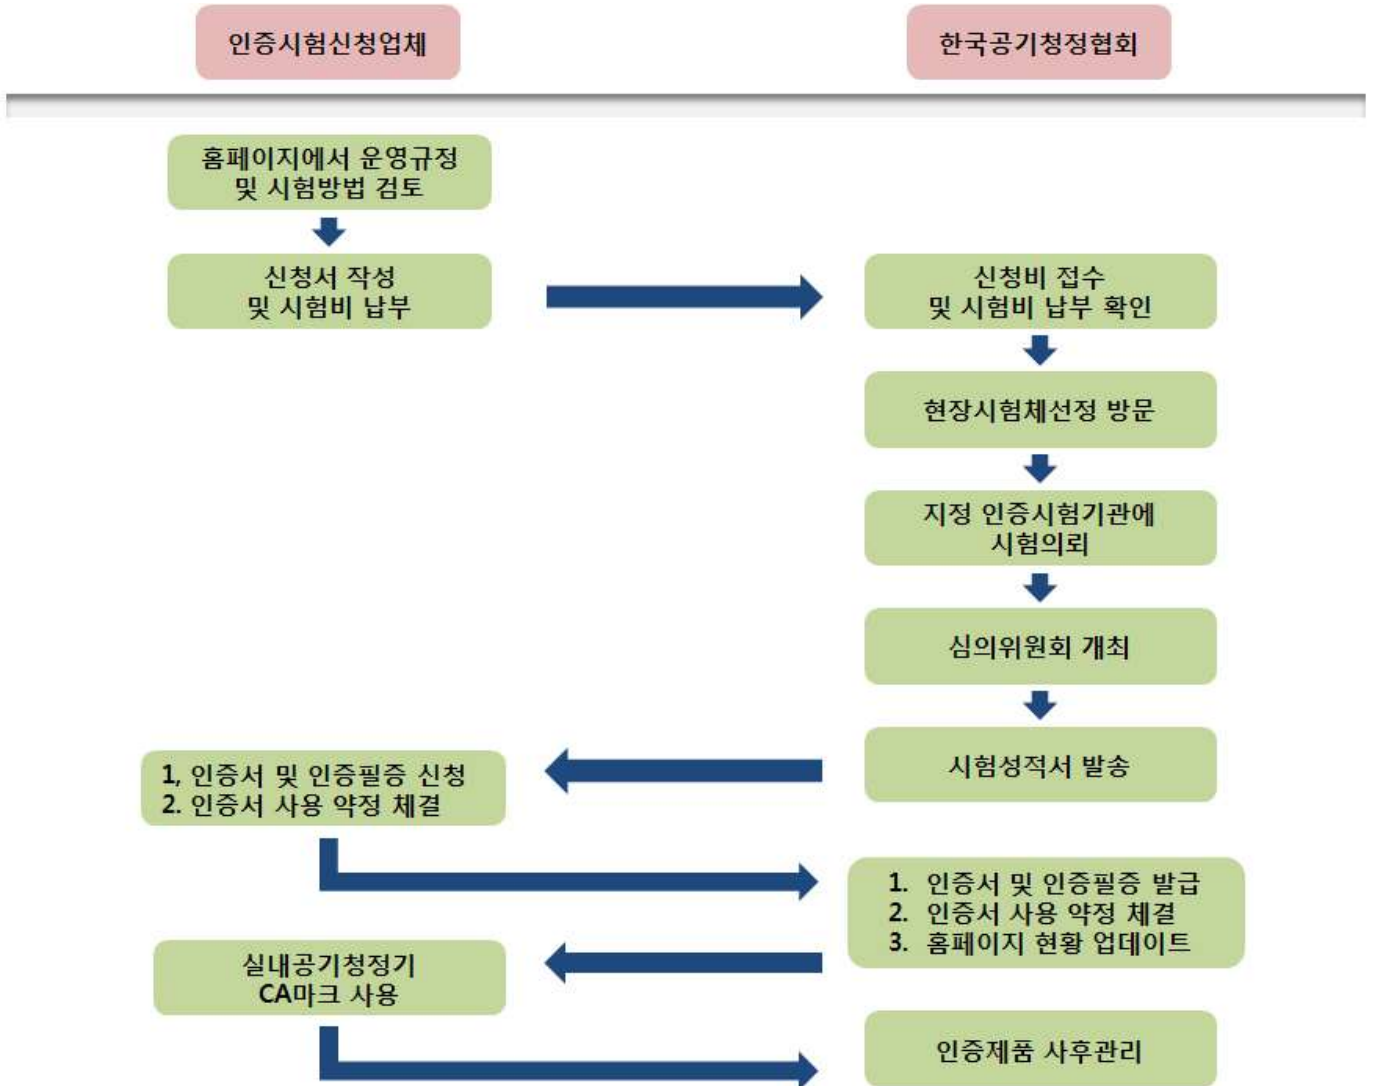 인증시험신청업체
한국공기청정협회
홈페이지에서 운영규정
및 시험방법 검토
신청서 작성
및 시험비 납부
신청비 접수
및 시험비 납부 확인
현장시험체선정 방문
지정 인증시험기관에
시험의뢰
심의위원회 개최
시험성적서 발송
1, 인증서 및 인증필증 신청
2. 인증서 사용 약정 체결
1. 인증서 및 인증필증 발급
2. 인증서 사용 약정 체결
3. 홈페이지 현황 업데이트
실내공기청정기
CA마크 사용
인증제품 사후관리